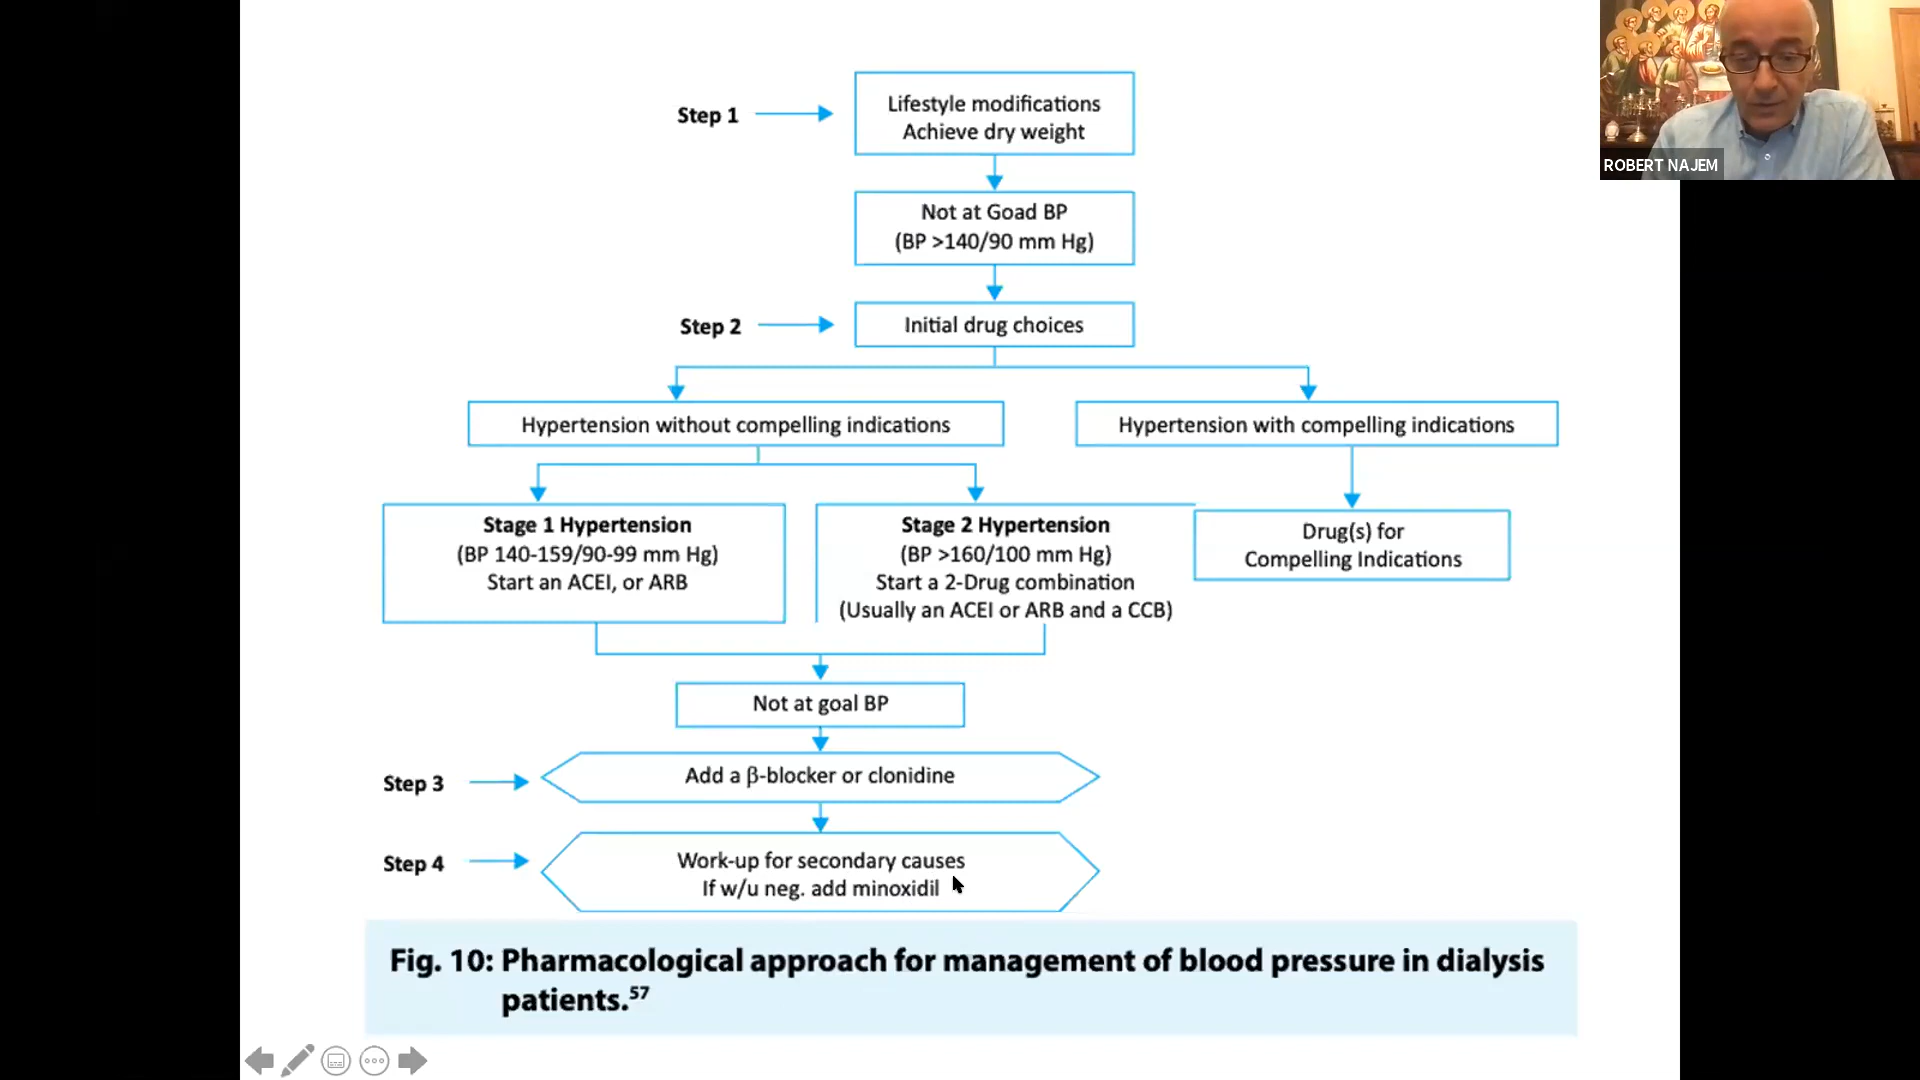 ROBERT NAJEM
Step 1
Lifestyle modifications
Achieve dry weight
Not at Goad BP
(BP >140/90 mm Hg)
Step 2
Initial drug choices
Hypertension without compelling indications
Hypertension with compelling indications
Stage 1 Hypertension
(BP 140-159/90-99 mm Hg)
Start an ACEI, or ARB
Stage 2 Hypertension
(BP >160/100 mm Hg)
Start a 2-Drug combination
(Usually an ACEI or ARB and a CCB)
Drug(s) for
Compelling Indications
Not at goal BP
Step 3
Add a β-blocker or clonidine
Step 4
Work-up for secondary causes
If w/u neg. add minoxidil
Fig. 10: Pharmacological approach for management of blood pressure in dialysis
patients.57